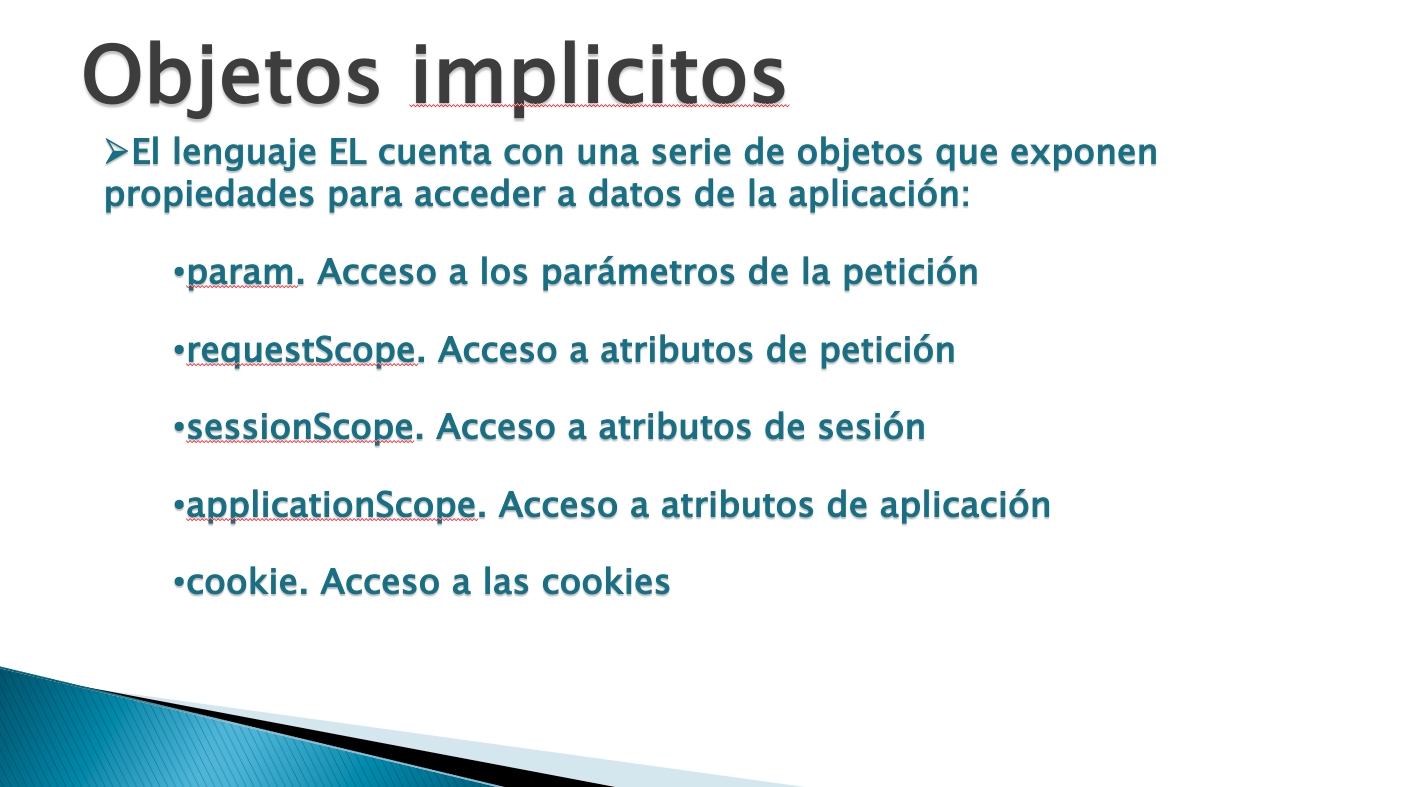 Objetos implicitos
➢El lenguaje EL cuenta con una serie de objetos que exponen
propiedades para acceder a datos de la aplicación:
•param. Acceso a los parámetros de la petición
•requestScope. Acceso a atributos de petición
•sessionScope. Acceso a atributos de sesión
•applicationScope. Acceso a atributos de aplicación
•cookie. Acceso a las cookies